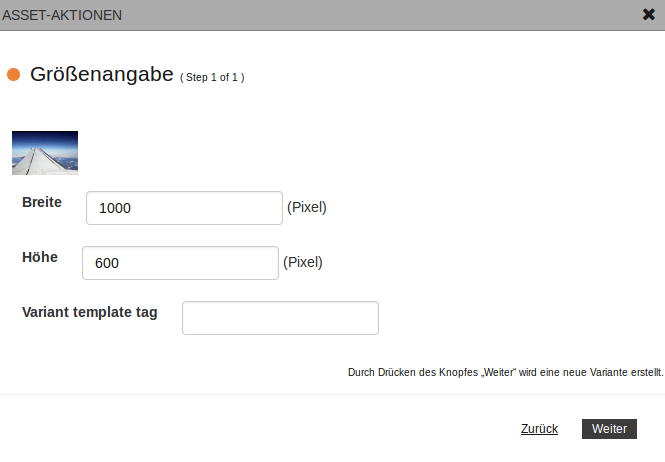 ASSET-AKTIONEN
Größenangabe ( Step 1 of 1 )
Breite 1000 (Pixel)
Höhe 600 (Pixel)
Variant template tag
Durch Drücken des Knopfes „Weiter“ wird eine neue Variante erstellt.
Zurück Weiter